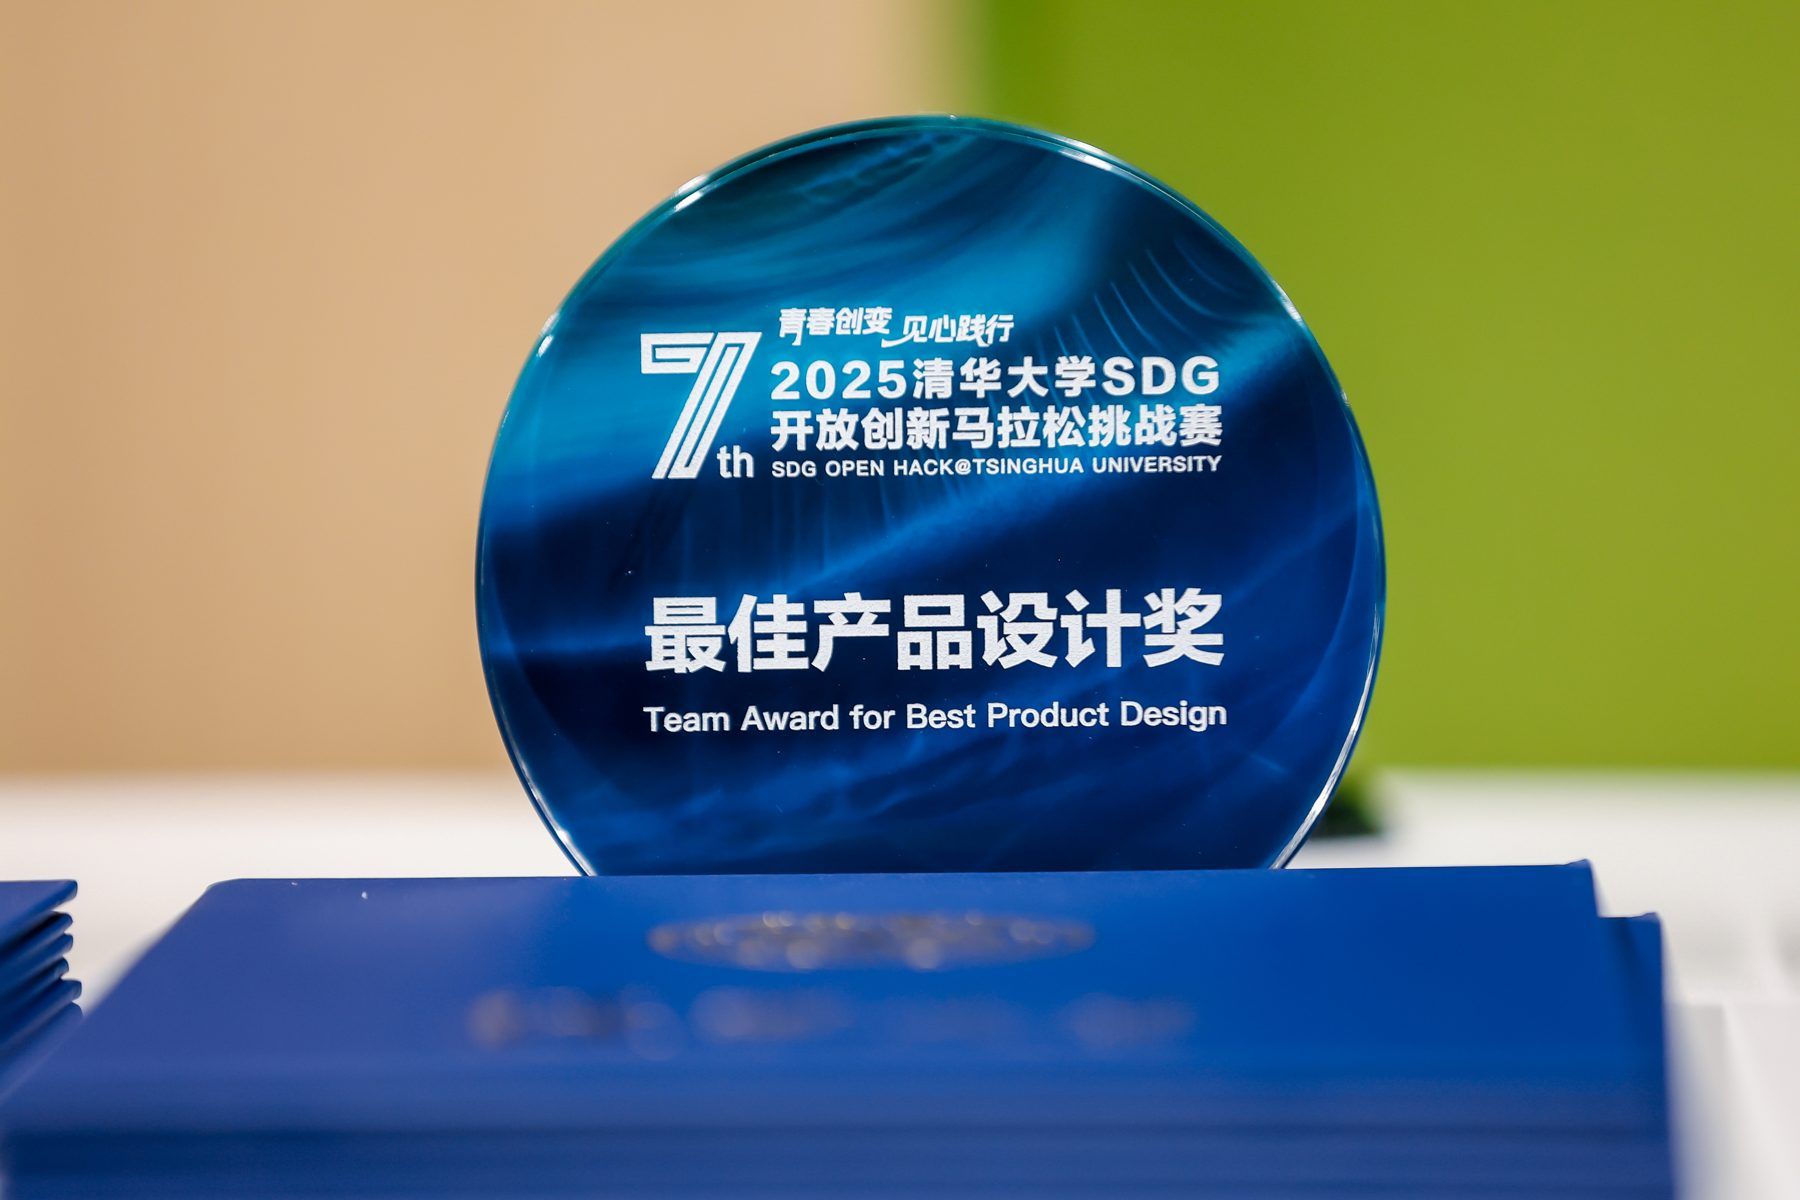 青春创变 见心践行
7th
2025清华大学SDG
开放创新马拉松挑战赛
SDG OPEN HACK@TSINGHUA UNIVERSITY
最佳产品设计奖
Team Award for Best Product Design